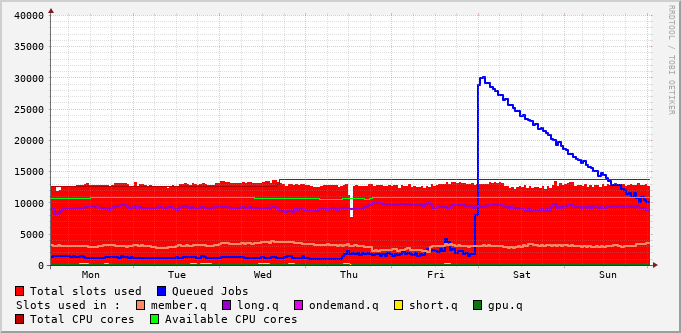 40000
35000
30000
25000
20000
15000
10000
5000
0
Mon Tue Wed Thu Fri Sat Sun
RRDTOOL / TOBI OETIKER
Total slots used Queued Jobs
Slots used in : member.q long.q ondemand.q short.q gpu.q
Total CPU cores Available CPU cores